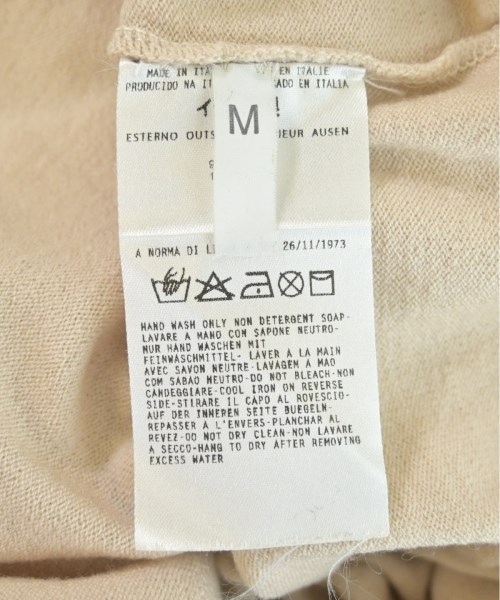 MADE IN ITA EN ITALIE
PRODUCIDO NA IT CADO EN ITALIA
M
ESTERNO OUTS IEUR AUSEN
A NORMA DI L 26/11/1973
HAND WASH ONLY NON DETERGENT SOAP-
LAVARE A MANO CON SAPONE NEUTRO-
NUR HAND WASCHEN MIT
FEINWASCHMITTEL- LAVER A LA MAIN
AVEC SAVON NEUTRE-LAVAGEM A MAO
COM SABAO NEUTRO-DO NOT BLEACH-NON
CANDEGGIARE-COOL IRON ON REVERSE
SIDE-STIRARE IL CAPO AL ROVESCIO-
AUF DER INNEREN SEITE BUEGELN-
REPASSER A L'ENVERS-PLANCHAR AL
REVEZ-DO NOT DRY CLEAN-NON LAVARE
A SECCO-HANG TO DRY AFTER REMOVING
EXCESS WATER